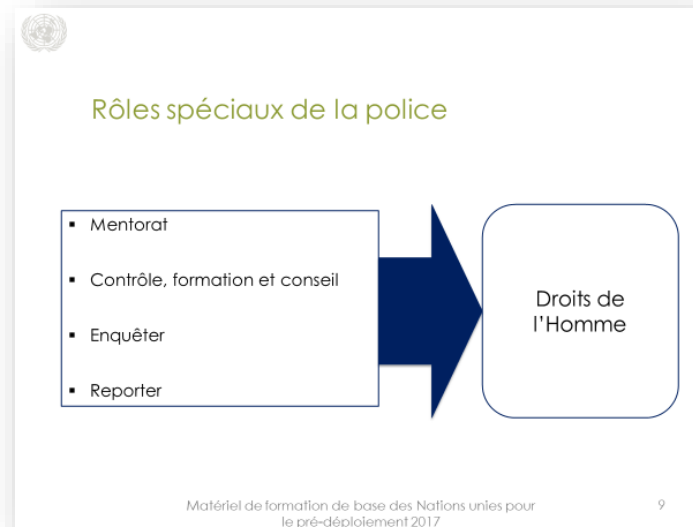 Rôles spéciaux de la police
▪ Mentorat
▪ Contrôle, formation et conseil
▪ Enquêter
▪ Reporter
Droits de
l'Homme
Matériel de formation de base des Nations unies pour
le pré-déploiement 2017
9